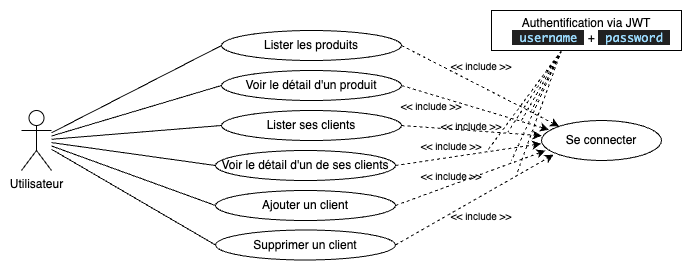 Authentification via JWT
username + password
Lister les produits
<< include >>
Voir le détail d'un produit
<< include >>
Lister ses clients
<< include >>
Se connecter
Voir le détail d'un de ses clients
<< include >>
Utilisateur
Ajouter un client
<< include >>
Supprimer un client
<< include >>